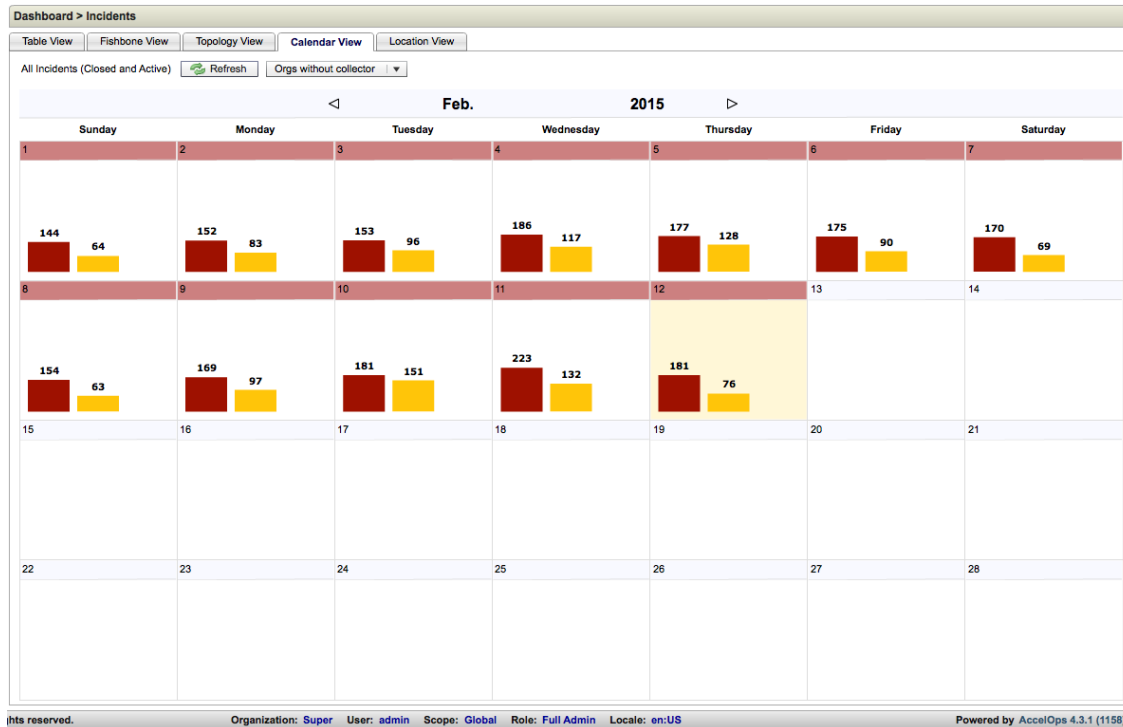 Dashboard > Incidents
Table View Fishbone View Topology View Calendar View Location View
All Incidents (Closed and Active) Refresh Orgs without collector
Feb. 2015
Sunday Monday Tuesday Wednesday Thursday Friday Saturday
1 2 3 4 5 6 7
144 64 152 83 153 96 186 117 177 128 175 90 170 69
8 9 10 11 12 13 14
154 63 169 97 181 151 223 132 181 76
15 16 17 18 19 20 21
22 23 24 25 26 27 28
hts reserved. Organization: Super User: admin Scope: Global Role: Full Admin Locale: en:US Powered by AccelOps 4.3.1 (1158